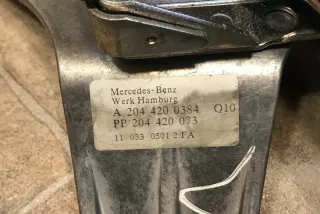 Mercedes-Benz
Werk Hamburg
A 204 420 0384 Q10
PP 204 420 073
11 033 0501 2 FA